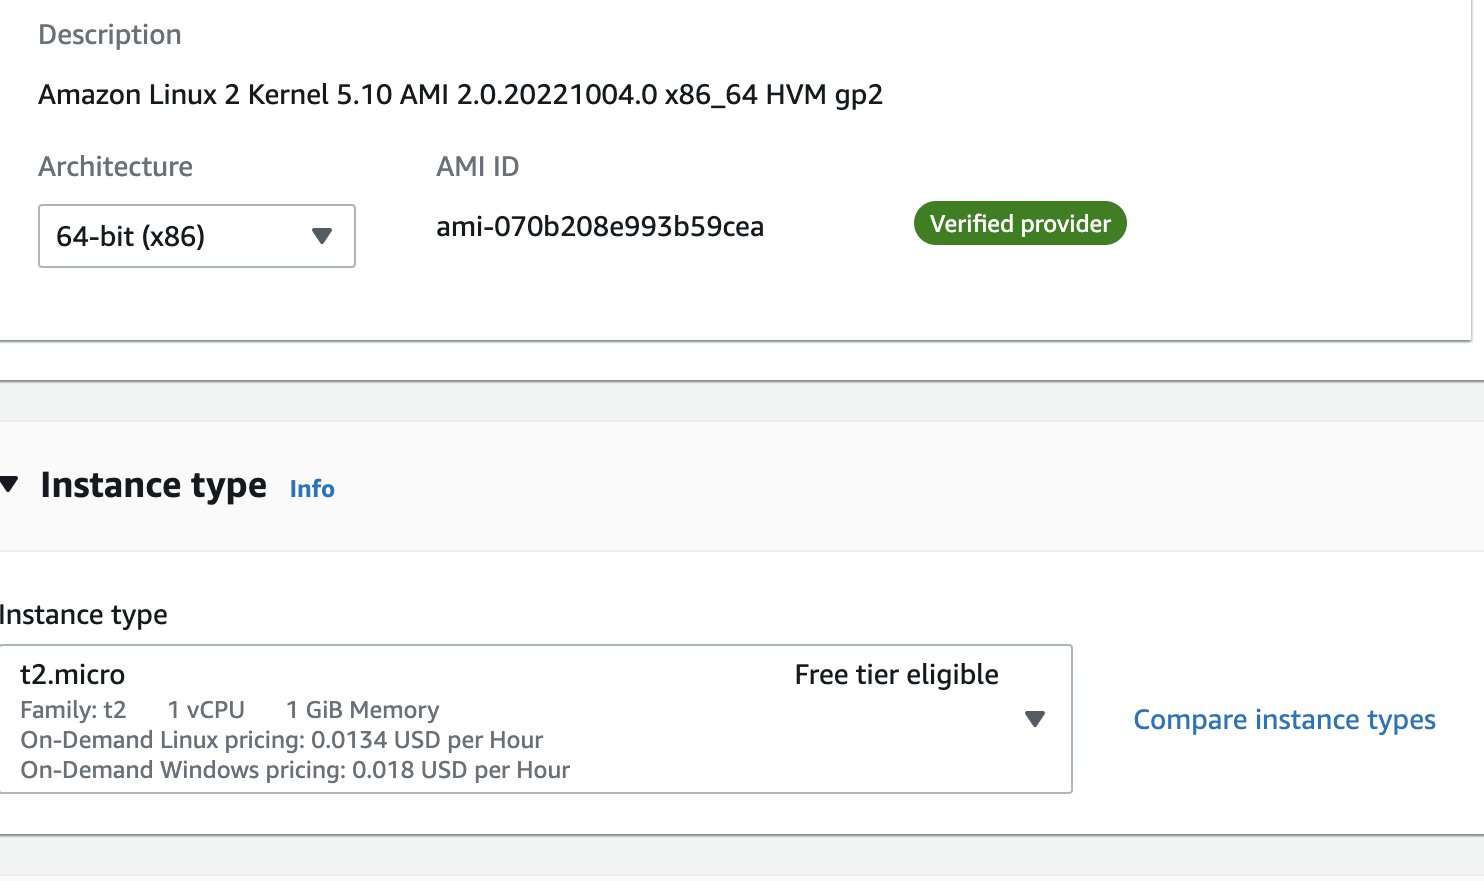 Description
Amazon Linux 2 Kernel 5.10 AMI 2.0.20221004.0 x86_64 HVM gp2
Architecture
AMI ID
64-bit (x86)
ami-070b208e993b59cea
Verified provider
Instance type Info
Instance type
t2.micro
Free tier eligible
Family: t2 1 vCPU 1 GiB Memory
On-Demand Linux pricing: 0.0134 USD per Hour
On-Demand Windows pricing: 0.018 USD per Hour
Compare instance types